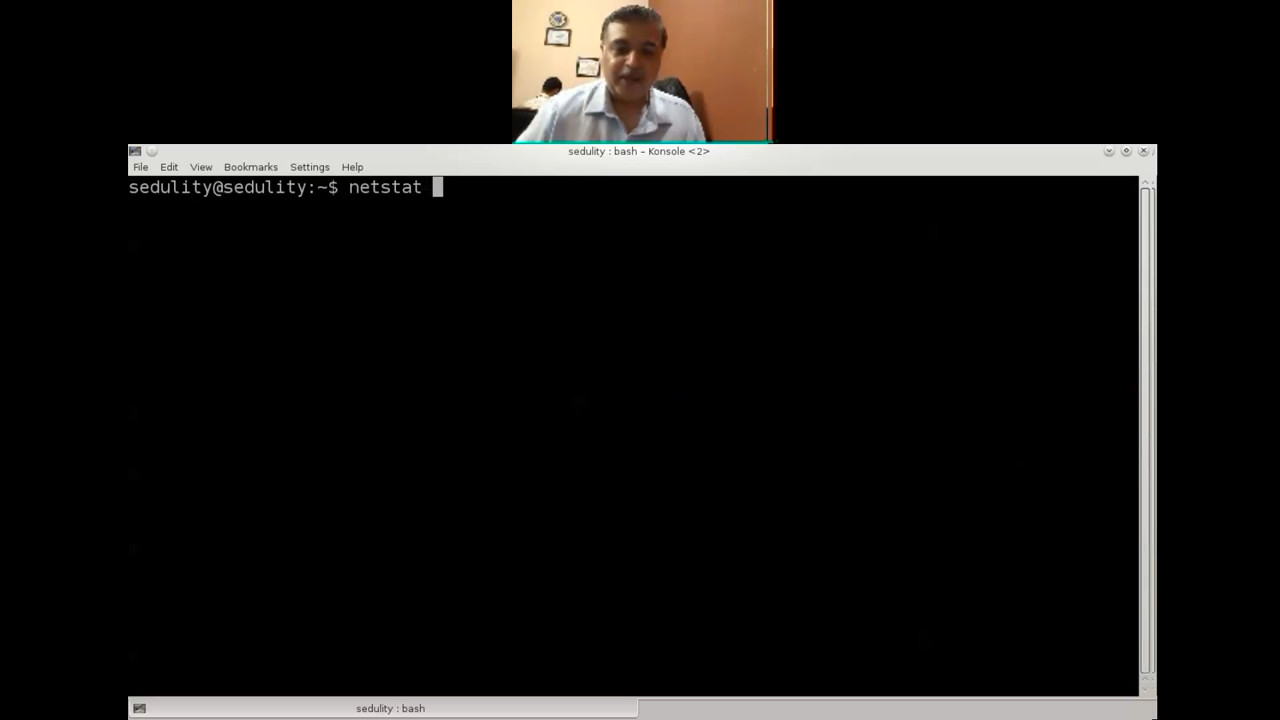 sedulity : bash – Konsole <2>
File Edit View Bookmarks Settings Help
sedulity@sedulity:~$ netstat
sedulity : bash